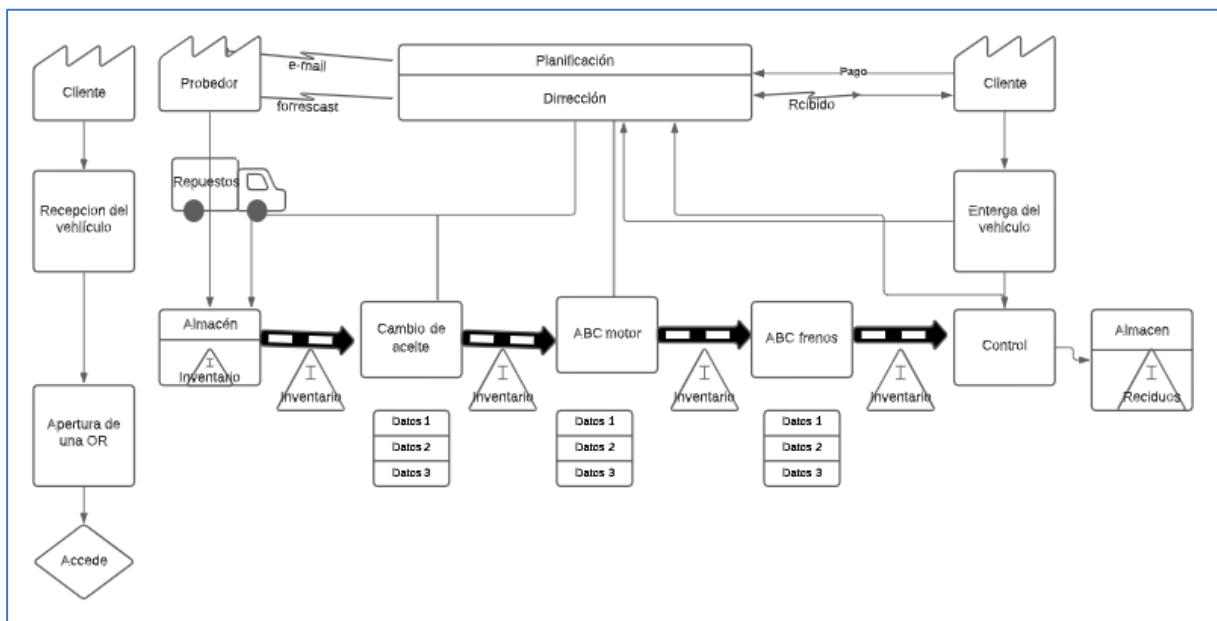 Cliente
Probedor
e-mail
forrescast
Planificación
Dirrección
Pago
Rcibido
Cliente
Repuestos
Recepcion del
vehlículo
Enterga del
vehículo
Almacén
I
Inventario
I
Inventario
Cambio de
aceite
I
Inventario
ABC motor
I
Inventario
ABC frenos
I
Inventario
Control
Almacen
I
Reciduos
Apertura de
una OR
Datos 1
Datos 2
Datos 3
Datos 1
Datos 2
Datos 3
Datos 1
Datos 2
Datos 3
Accede